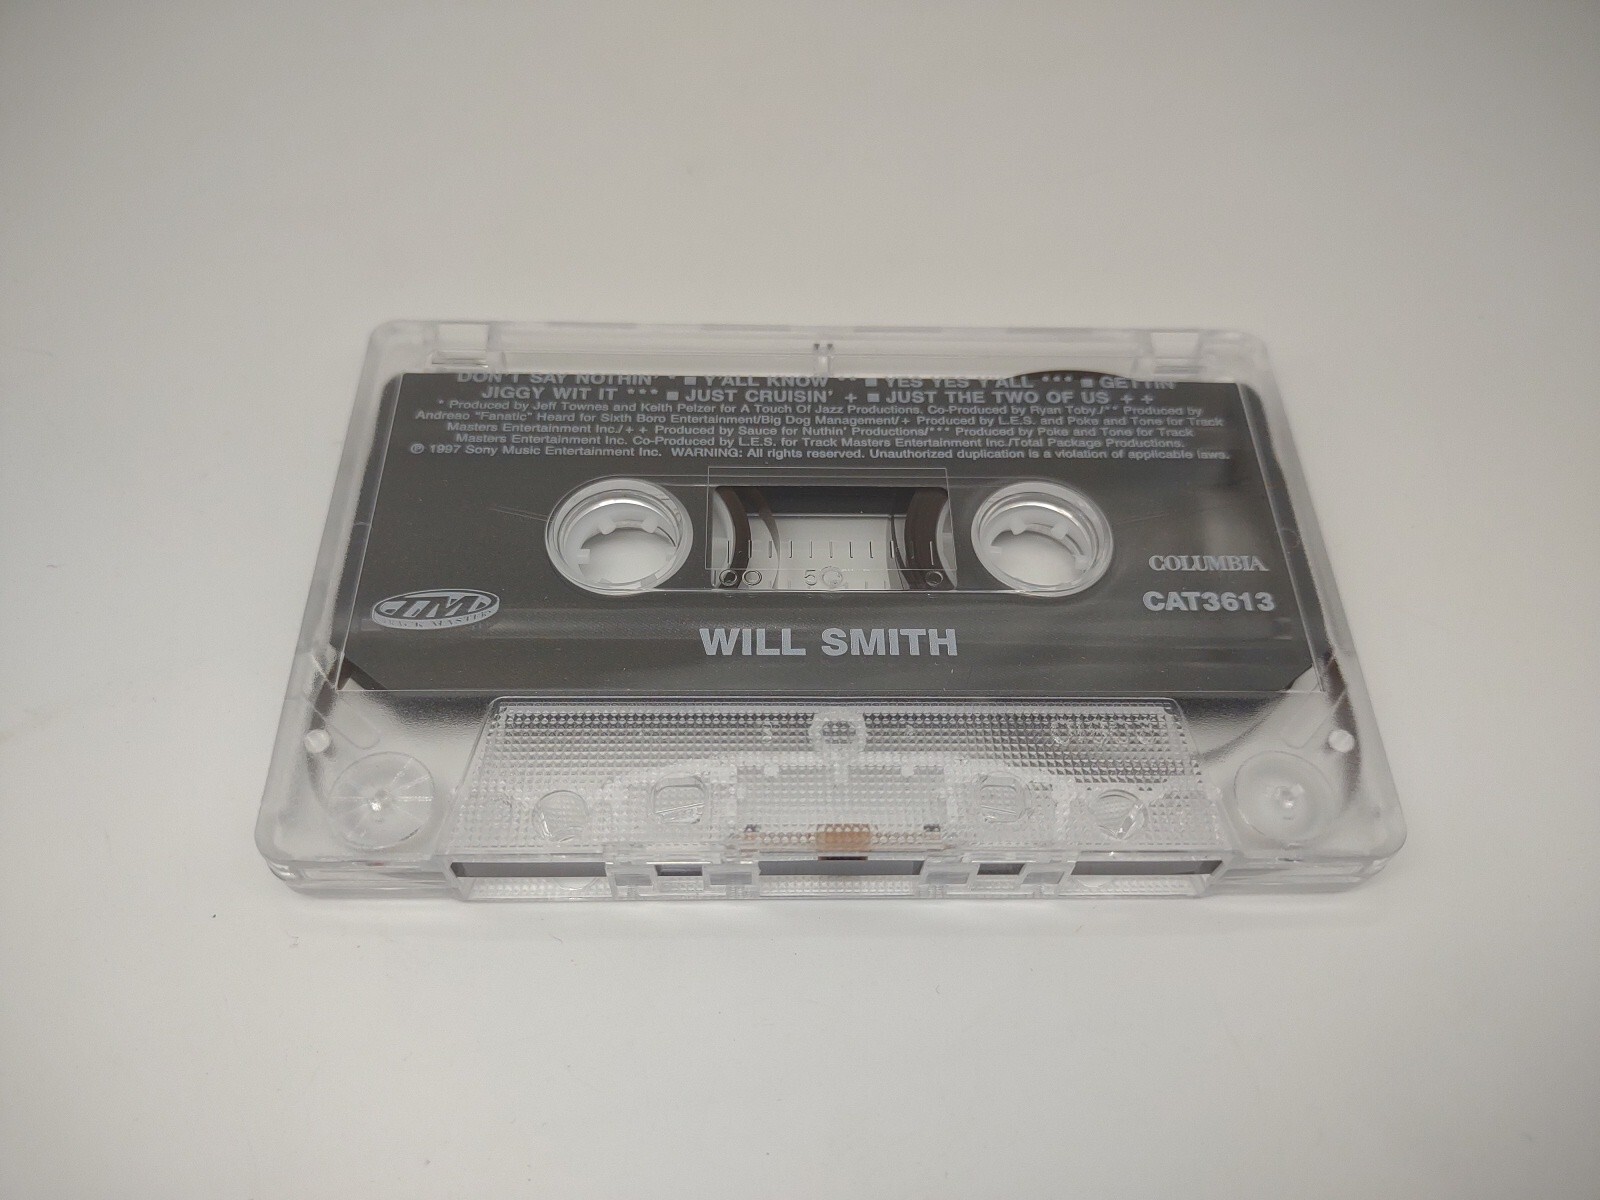 DON'T SAY NOTHIN' * ■ Y'ALL KNOW ** ■ YES YES Y'ALL *** ■ GETTIN'
JIGGY WIT IT *** ■ JUST CRUISIN' + ■ JUST THE TWO OF US + +
* Produced by Jeff Townes and Keith Pelzer for A Touch Of Jazz Productions. Co-Produced by Ryan Toby./** Produced by
Andreao "Fanatic" Heard for Sixth Boro Entertainment/Big Dog Management/+ Produced by L.E.S. and Poke and Tone for Track
Masters Entertainment Inc./+ + Produced by Sauce for Nuthin' Productions/*** Produced by Poke and Tone for Track
Masters Entertainment Inc. Co-Produced by L.E.S. for Track Masters Entertainment Inc./Total Package Productions.
℗ 1997 Sony Music Entertainment Inc. WARNING: All rights reserved. Unauthorized duplication is a violation of applicable laws.
100 50 0
COLUMBIA
CAT3613
TM
TRACK MASTERS
WILL SMITH